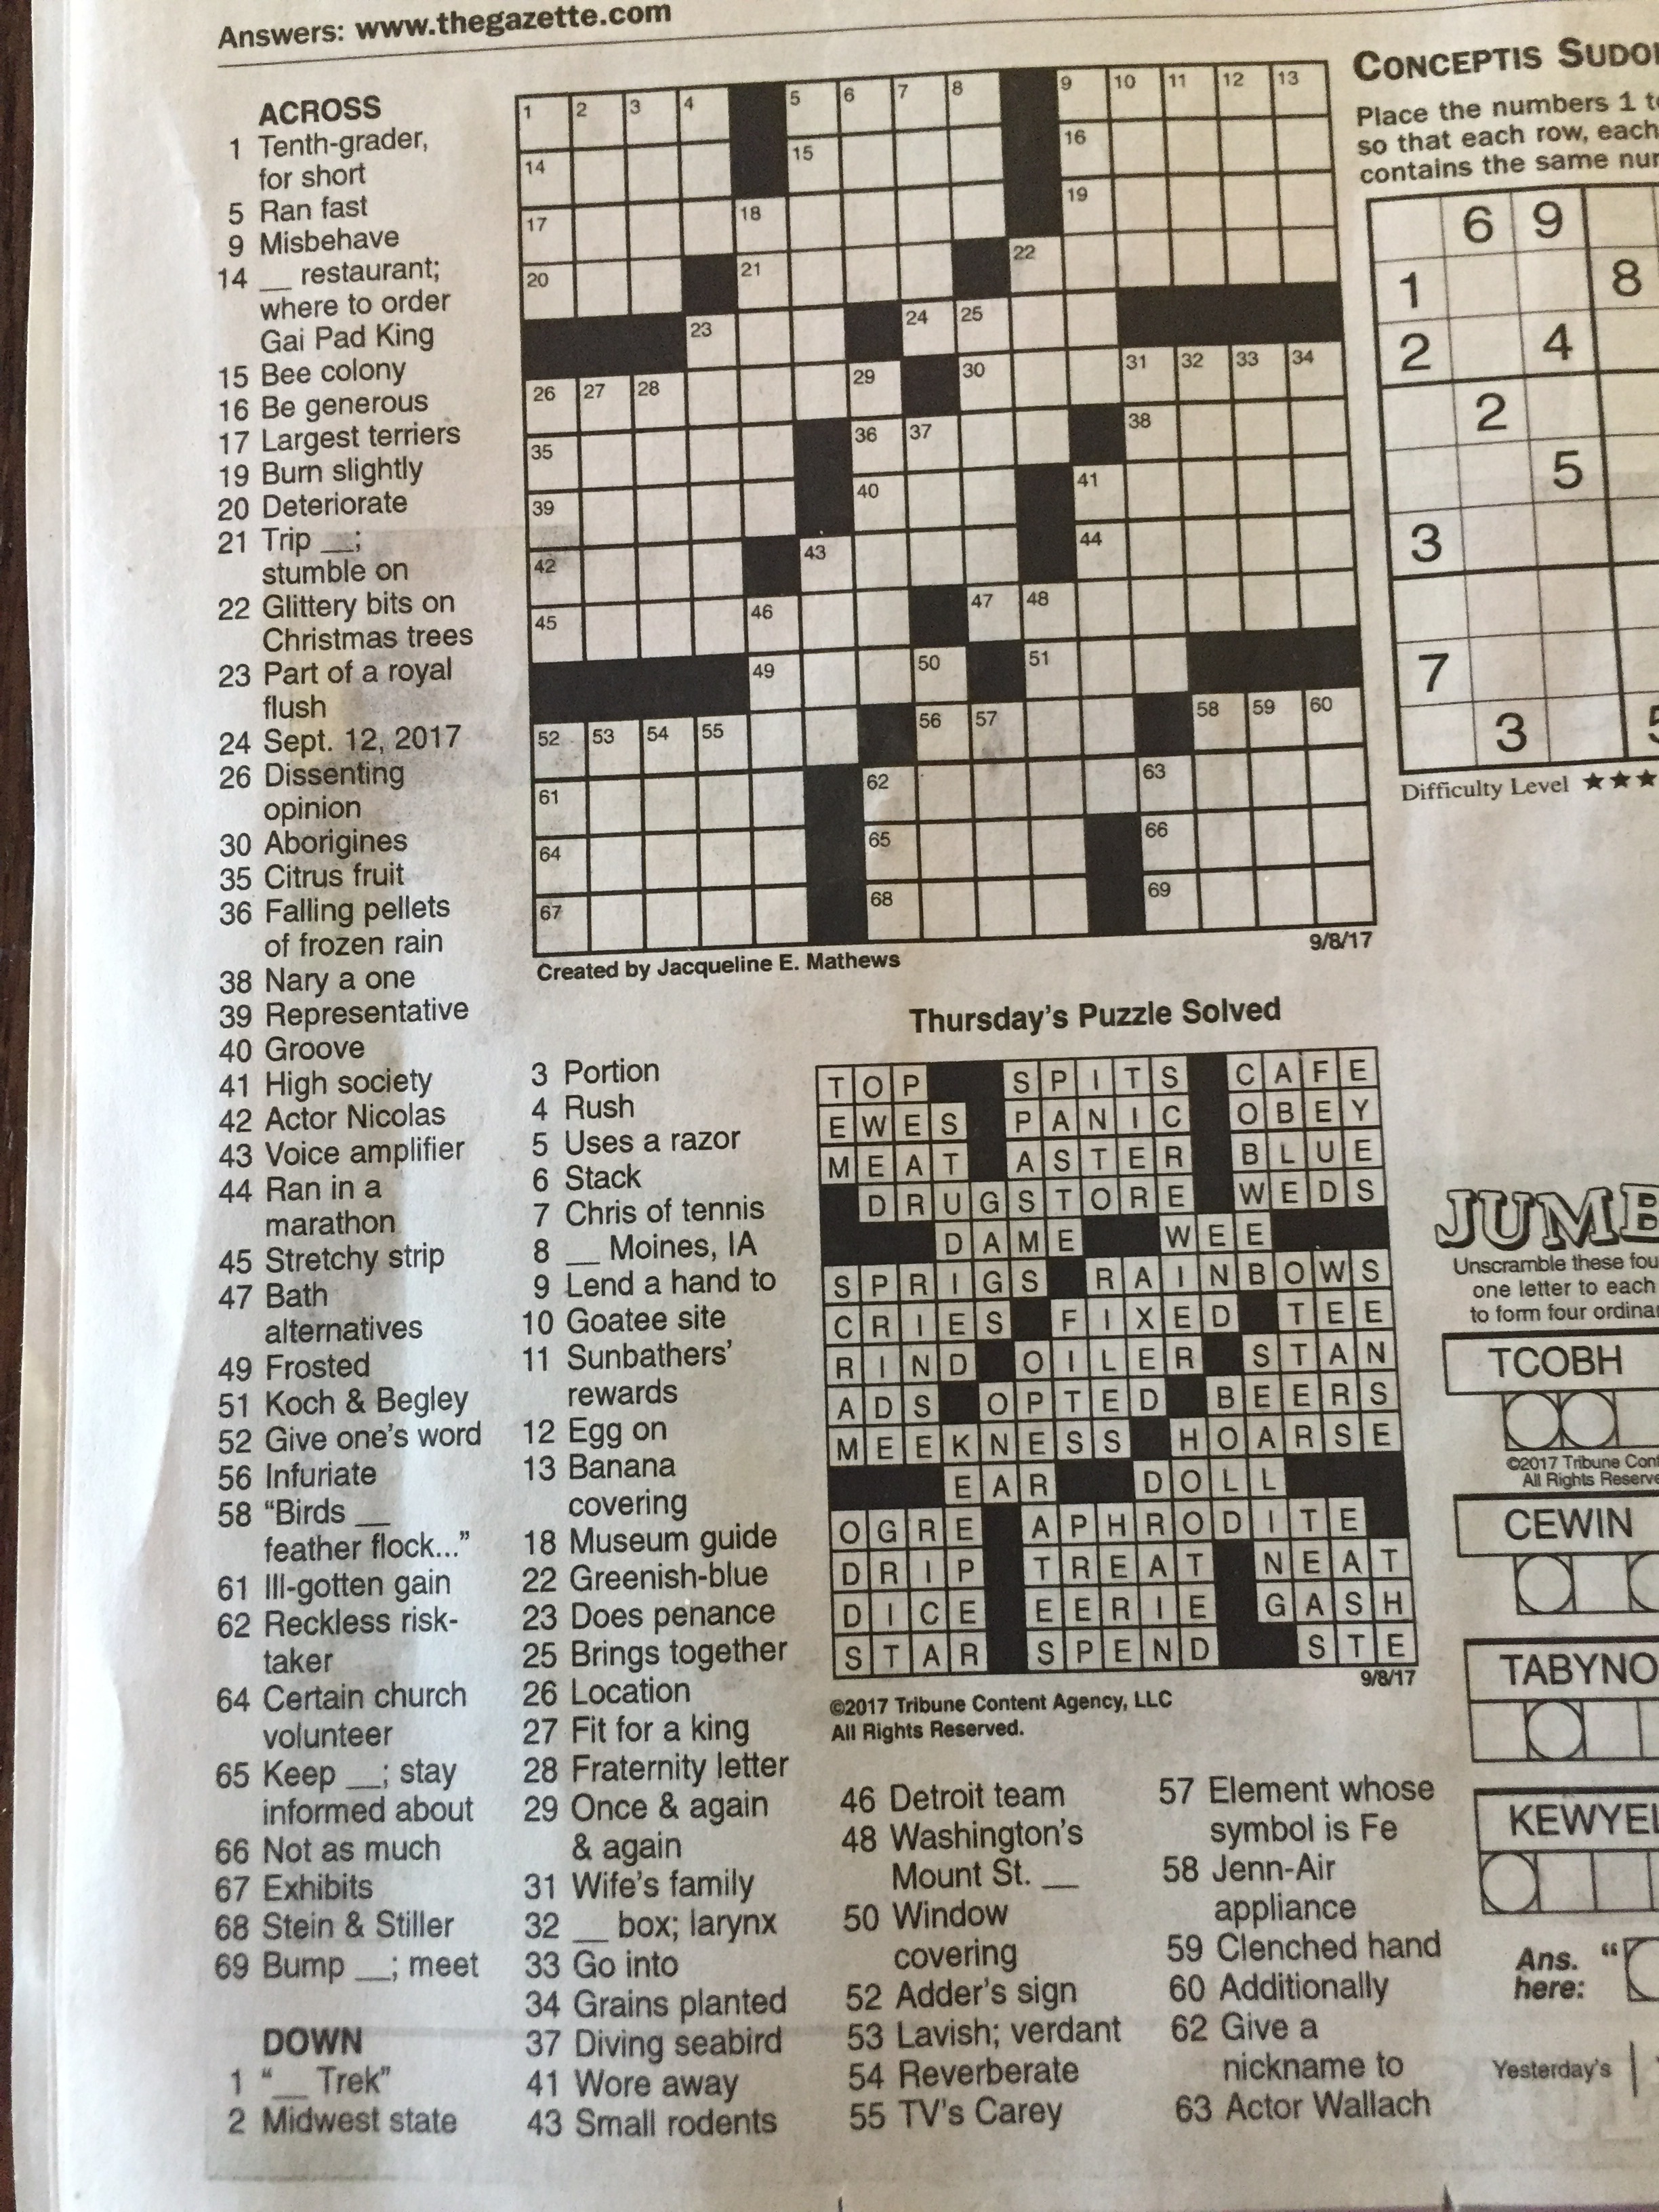 Answers: www.thegazette.com
ACROSS
1 Tenth-grader,
for short
5 Ran fast
9 Misbehave
14 __ restaurant;
where to order
Gai Pad King
15 Bee colony
16 Be generous
17 Largest terriers
19 Burn slightly
20 Deteriorate
21 Trip __;
stumble on
22 Glittery bits on
Christmas trees
23 Part of a royal
flush
24 Sept. 12, 2017
26 Dissenting
opinion
30 Aborigines
35 Citrus fruit
36 Falling pellets
of frozen rain
38 Nary a one
39 Representative
40 Groove
41 High society
42 Actor Nicolas
43 Voice amplifier
44 Ran in a
marathon
45 Stretchy strip
47 Bath
alternatives
49 Frosted
51 Koch & Begley
52 Give one's word
56 Infuriate
58 "Birds __
feather flock..."
61 Ill-gotten gain
62 Reckless risk-
taker
64 Certain church
volunteer
65 Keep __; stay
informed about
66 Not as much
67 Exhibits
68 Stein & Stiller
69 Bump __; meet
DOWN
1 "__ Trek"
2 Midwest state
1 2 3 4 5 6 7 8 9 10 11 12 13
14 15 16
17 18 19
20 21 22
23 24 25
26 27 28 29 30 31 32 33 34
35 36 37 38
39 40 41
42 43 44
45 46 47 48
49 50 51
52 53 54 55 56 57 58 59 60
61 62 63
64 65 66
67 68 69
Created by Jacqueline E. Mathews
9/8/17
3 Portion
4 Rush
5 Uses a razor
6 Stack
7 Chris of tennis
8 __ Moines, IA
9 Lend a hand to
10 Goatee site
11 Sunbathers'
rewards
12 Egg on
13 Banana
covering
18 Museum guide
22 Greenish-blue
23 Does penance
25 Brings together
26 Location
27 Fit for a king
28 Fraternity letter
29 Once & again
& again
31 Wife's family
32 __ box; larynx
33 Go into
34 Grains planted
37 Diving seabird
41 Wore away
43 Small rodents
Thursday's Puzzle Solved
TOP SPITS CAFE
EWES PANIC OBEY
MEAT ASTER BLUE
DRUGSTORE WEDS
DAME WEE
SPRIGS RAINBOWS
CRIES FIXED TEE
RIND OILER STAN
ADS OPTED BEERS
MEEKNESS HOARSE
EAR DOLL
OGRE APHRODITE
DRIP TREAT NEAT
DICE EERIE GASH
STAR SPEND STE
9/8/17
©2017 Tribune Content Agency, LLC
All Rights Reserved.
46 Detroit team
48 Washington's
Mount St. __
50 Window
covering
52 Adder's sign
53 Lavish; verdant
54 Reverberate
55 TV's Carey
57 Element whose
symbol is Fe
58 Jenn-Air
appliance
59 Clenched hand
60 Additionally
62 Give a
nickname to
63 Actor Wallach
CONCEPTIS
Place the numbers 1
so that each row, each
contains the same
6 9
1 8
2 4
2
5
3
7
3
Difficulty Level ★★★
Unscramble these
one letter to each
to form four
TCOBH
©2017 Tribune
All Rights
CEWIN
Ans.
here: "
Yesterday's